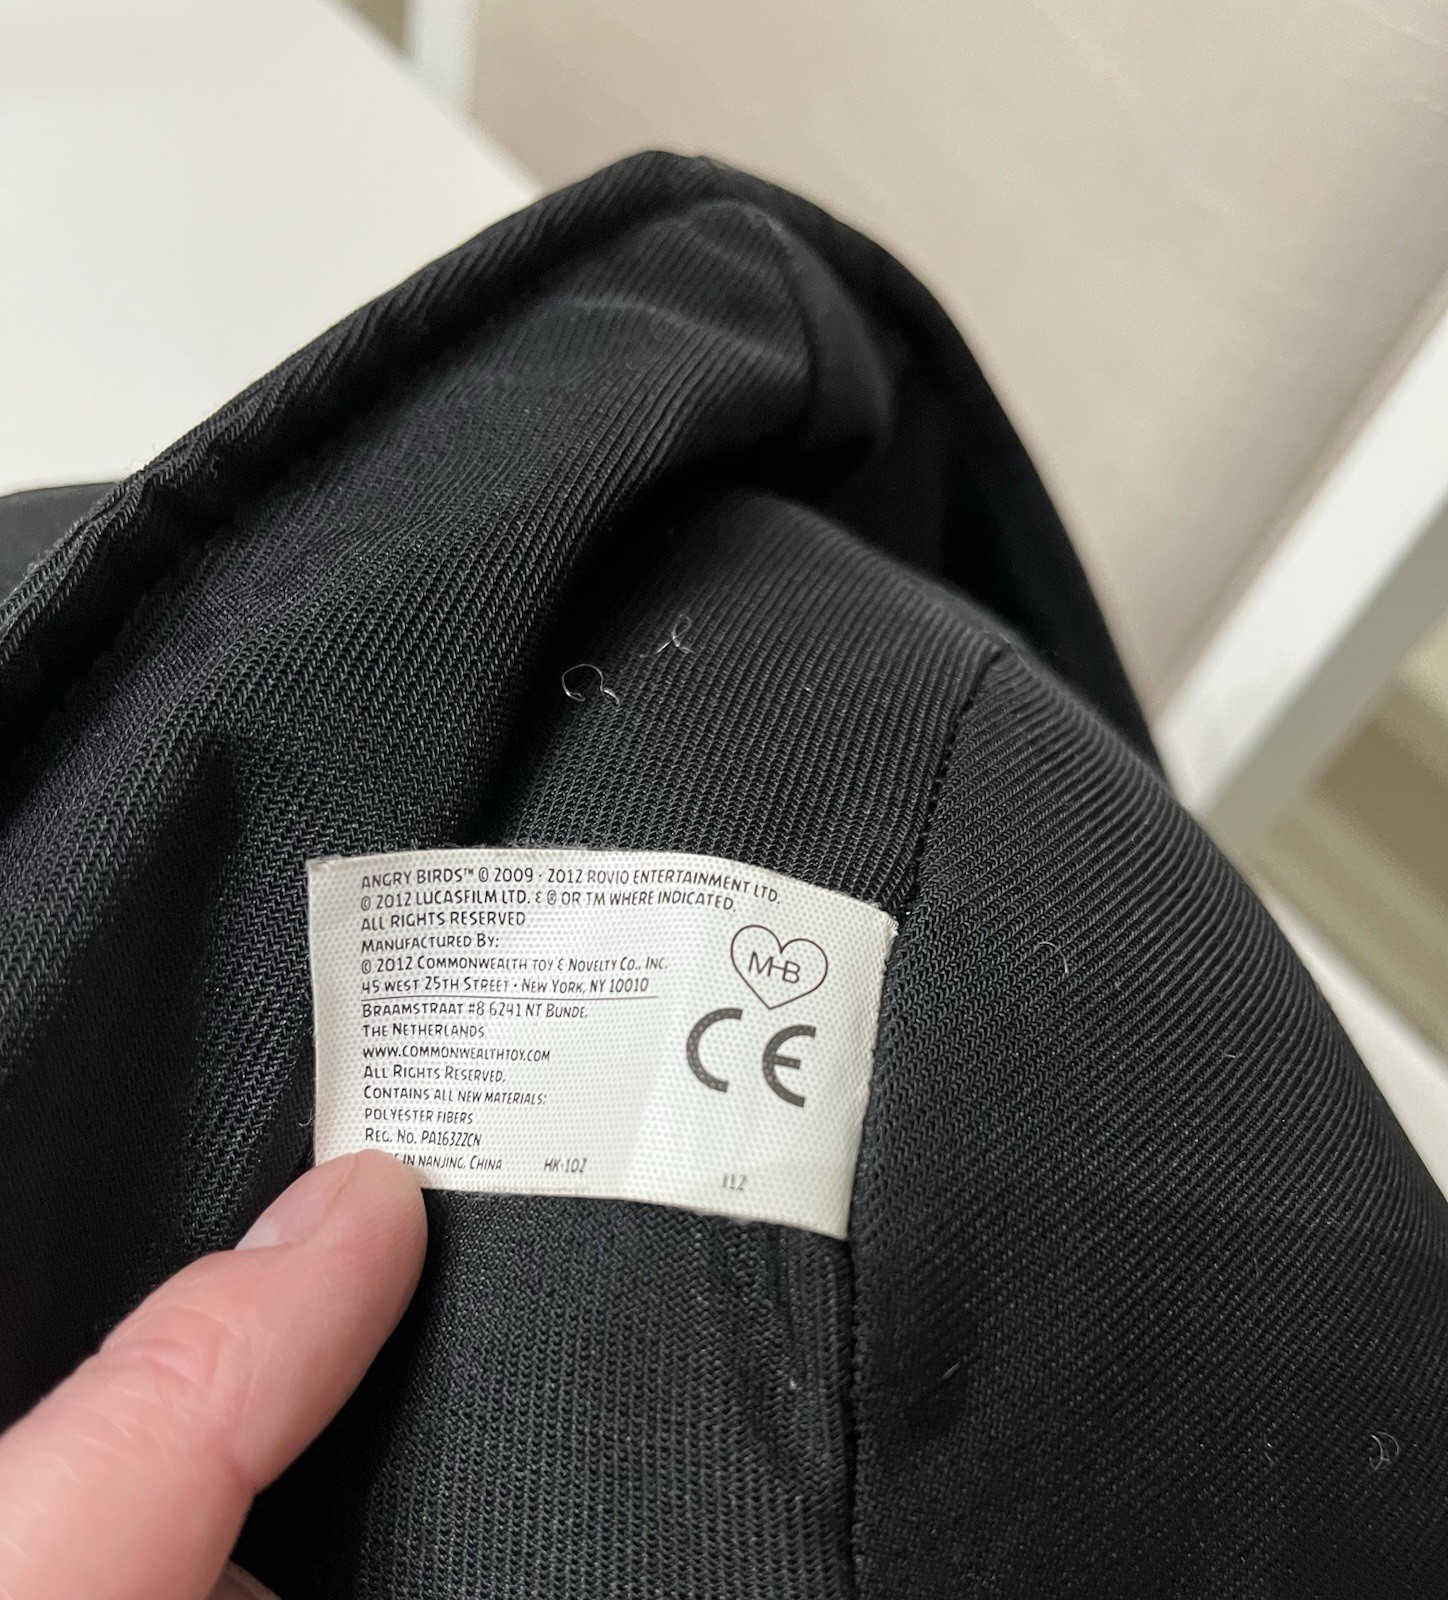 ANGRY BIRDS™ © 2009 - 2012 ROVIO ENTERTAINMENT LTD.
© 2012 LUCASFILM LTD. & ® OR TM WHERE INDICATED.
ALL RIGHTS RESERVED
MANUFACTURED BY:
© 2012 COMMONWEALTH TOY & NOVELTY CO., INC.
45 WEST 25TH STREET · NEW YORK, NY 10010
BRAAMSTRAAT #8 6241 NT BUNDE,
THE NETHERLANDS
WWW.COMMONWEALTHTOY.COM
ALL RIGHTS RESERVED.
CONTAINS ALL NEW MATERIALS:
POLYESTER FIBERS
REG. NO. PA16322CN
IN NANJING, CHINA HK-102 112
M-B
CE